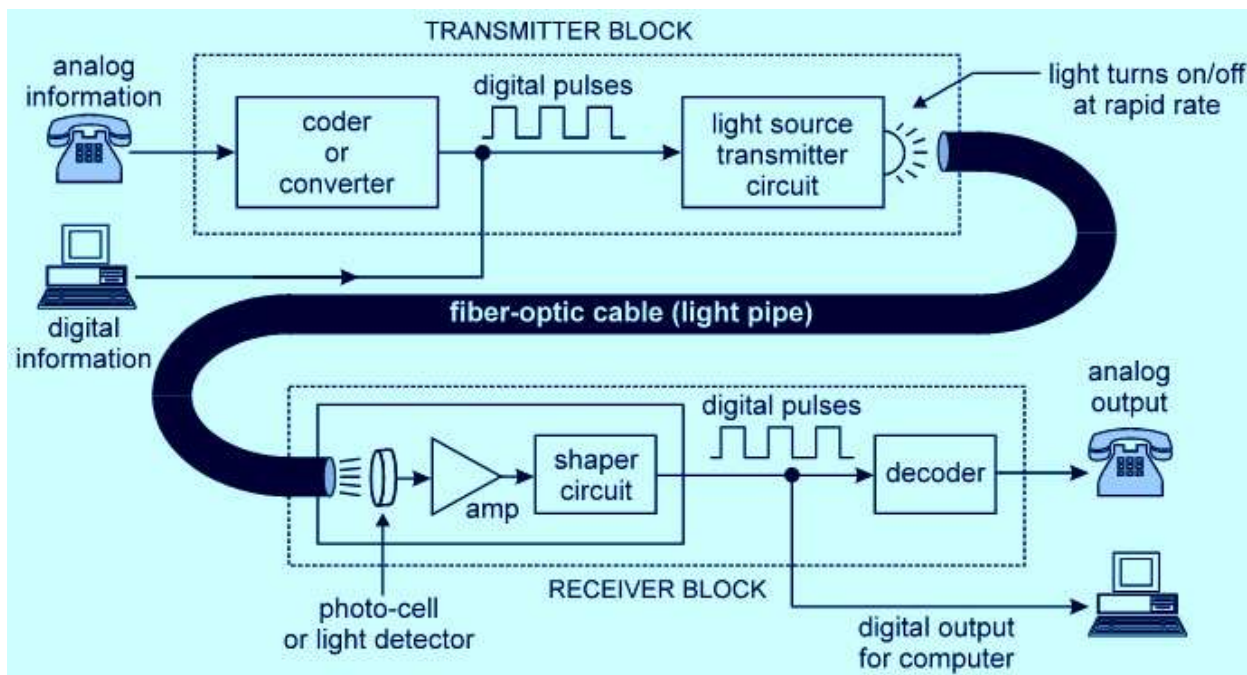 TRANSMITTER BLOCK
analog
information
digital pulses
light turns on/off
at rapid rate
coder
or
converter
light source
transmitter
circuit
digital
information
fiber-optic cable (light pipe)
analog
output
digital pulses
shaper
circuit
decoder
amp
RECEIVER BLOCK
photo-cell
or light detector
digital output
for computer